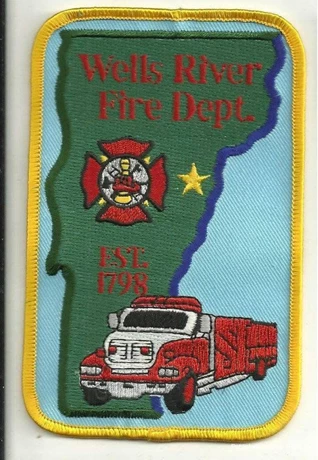 Wells River
Fire Dept.
EST.
1798